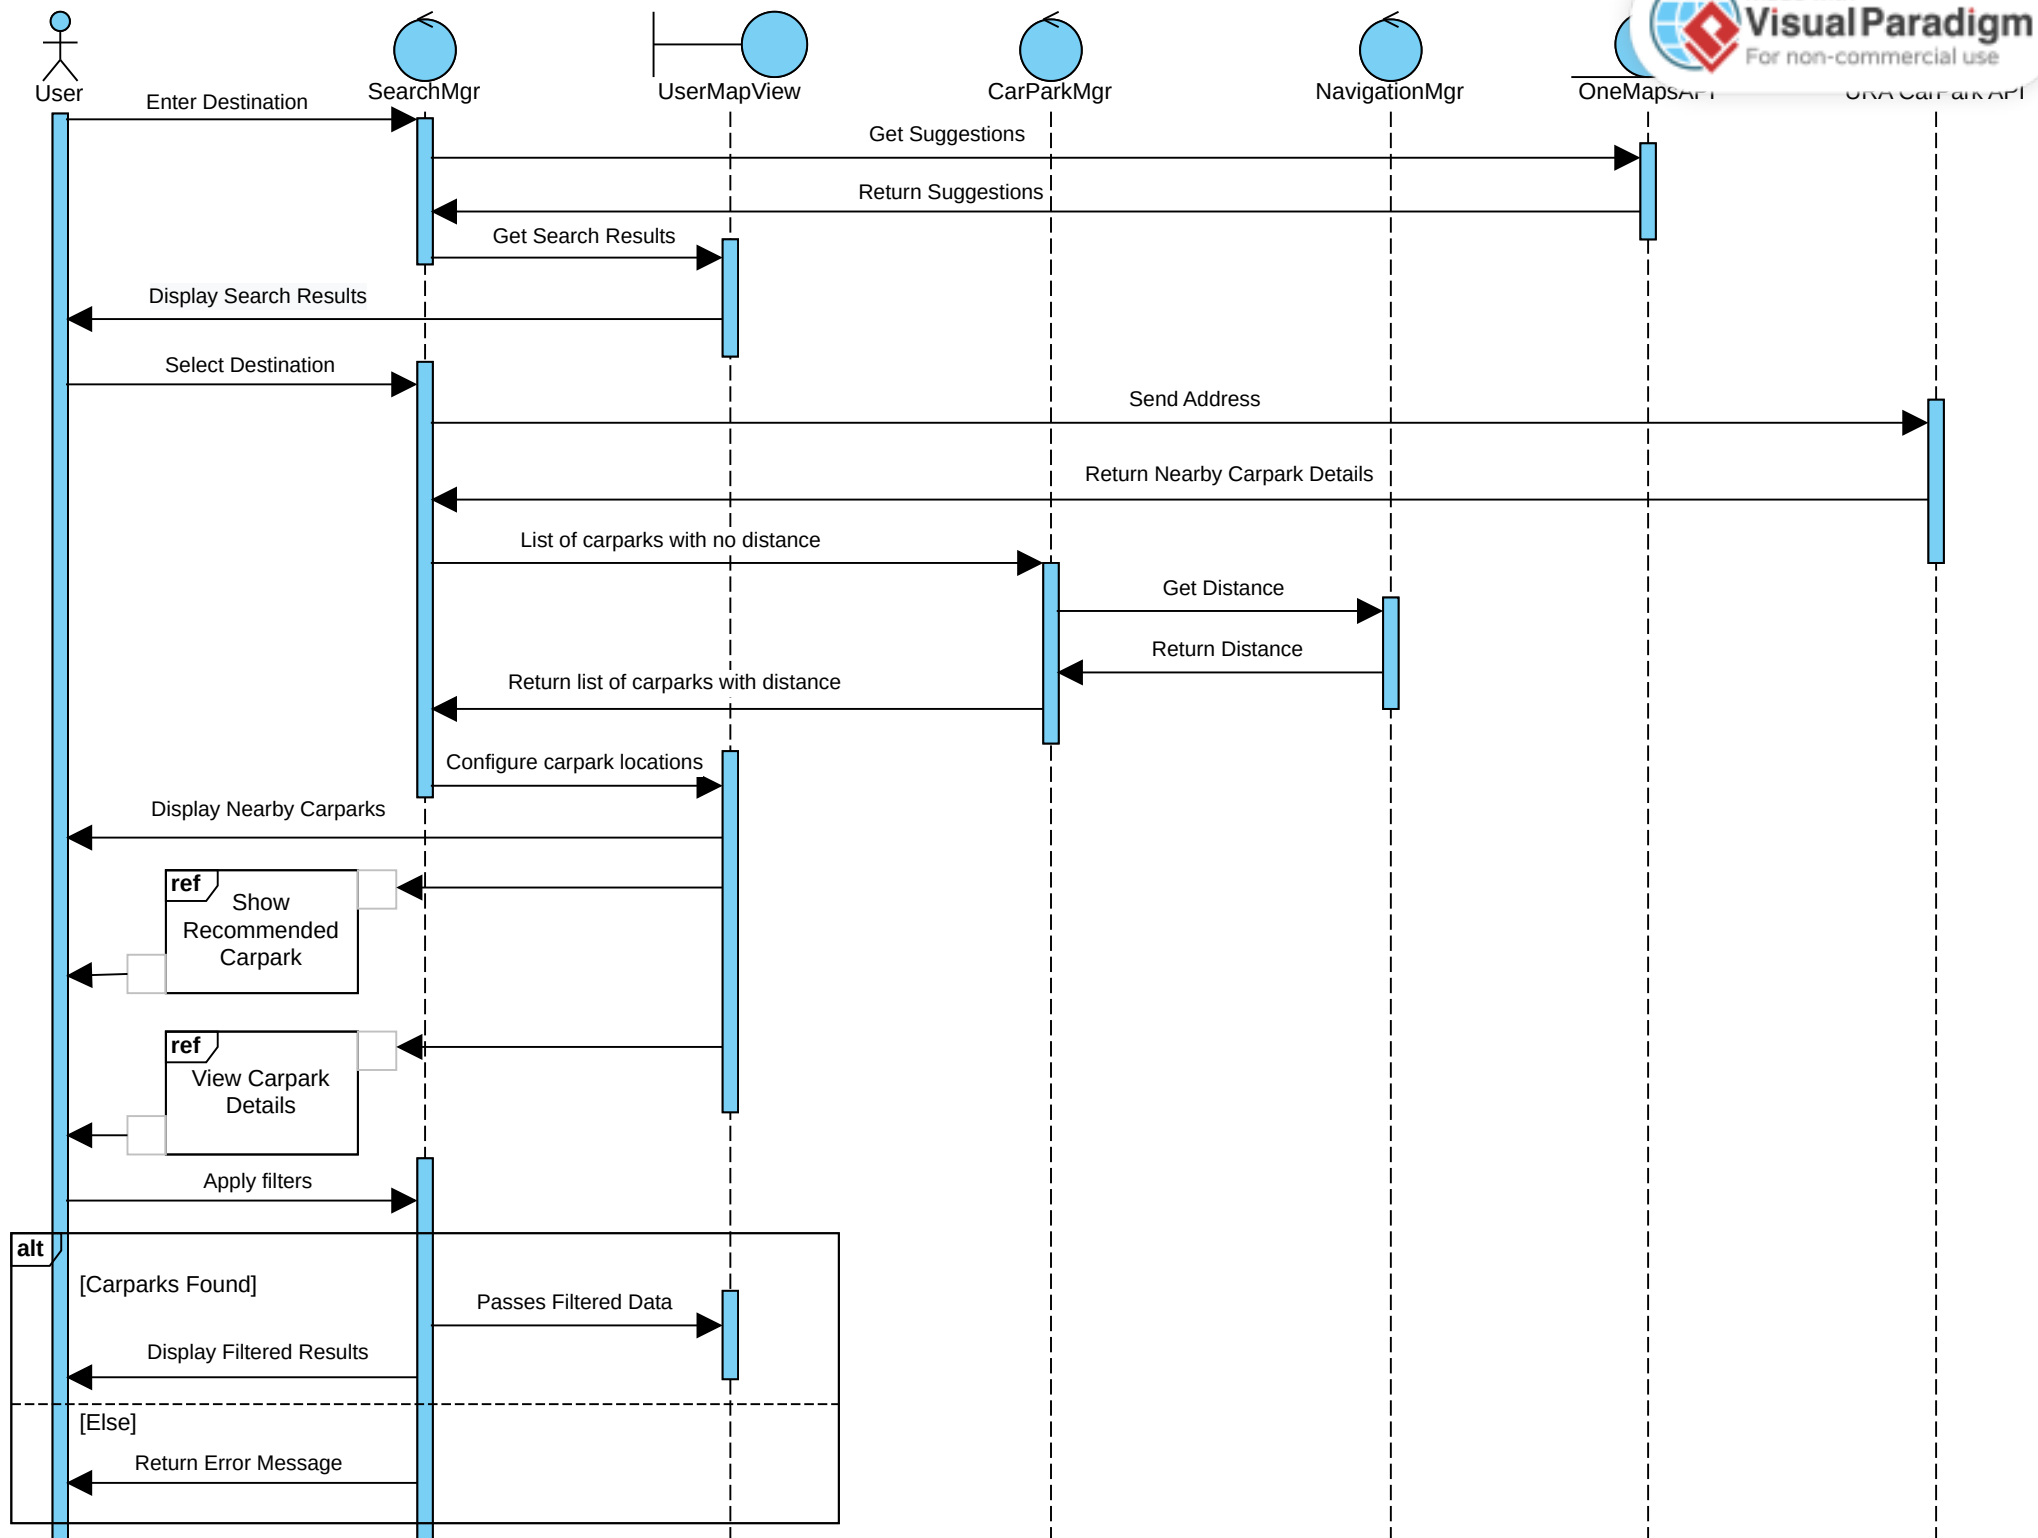 Visual Paradigm
For non-commercial use
User
SearchMgr
UserMapView
CarParkMgr
NavigationMgr
OneMapsAPI
URA CarPark API
Enter Destination
Get Suggestions
Return Suggestions
Get Search Results
Display Search Results
Select Destination
Send Address
Return Nearby Carpark Details
List of carparks with no distance
Get Distance
Return Distance
Return list of carparks with distance
Configure carpark locations
Display Nearby Carparks
ref
Show
Recommended
Carpark
ref
View Carpark
Details
Apply filters
alt
[Carparks Found]
Passes Filtered Data
Display Filtered Results
[Else]
Return Error Message